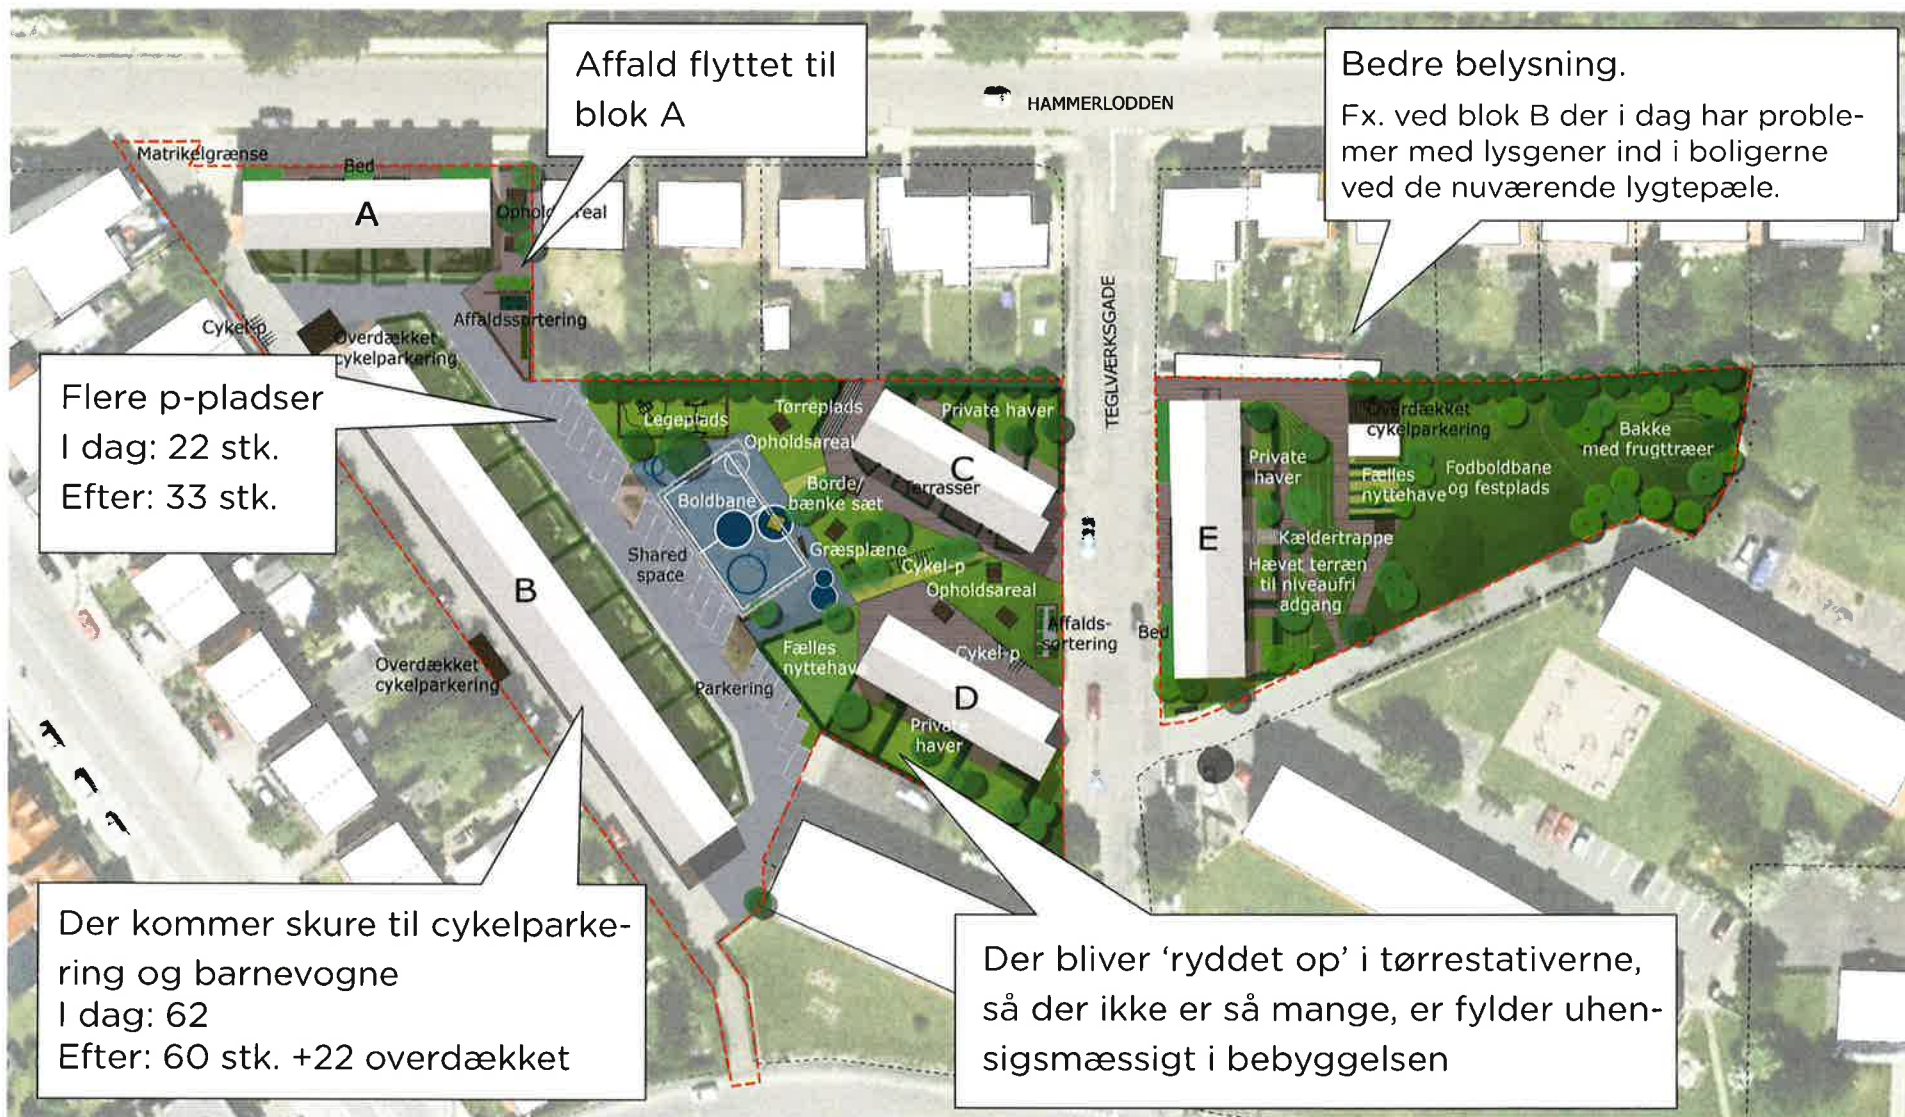 Affald flyttet til
blok A
HAMMERLODDEN
Bedre belysning.
Fx. ved blok B der i dag har proble-
mer med lysgener ind i boligerne
ved de nuværende lygtepæle.
Matrikelgrænse
Bed
A
Opholdsareal
Affaldssortering
Cykel-p
Overdækket
cykelparkering
TEGLVÆRKSGADE
Flere p-pladser
I dag: 22 stk.
Efter: 33 stk.
Legeplads
Tørreplads
Private haver
Opholdsareal
C
Terrasser
Borde/
bænke sæt
Boldbane
Græsplæne
Cykel-p
Opholdsareal
Shared
space
B
Overdækket
cykelparkering
Parkering
Fælles
nyttehave
Cykel-p
D
Private
haver
Affalds-
sortering
Bed
E
Private
haver
Overdækket
cykelparkering
Fælles
nyttehave
Fodboldbane
og festplads
Bakke
med frugttræer
Kældertrappe
Hævet terræn
til niveaufri
adgang
Der kommer skure til cykelparke-
ring og barnevogne
I dag: 62
Efter: 60 stk. +22 overdækket
Der bliver ‘ryddet op’ i tørrestativerne,
så der ikke er så mange, er fylder uhen-
sigsmæssigt i bebyggelsen